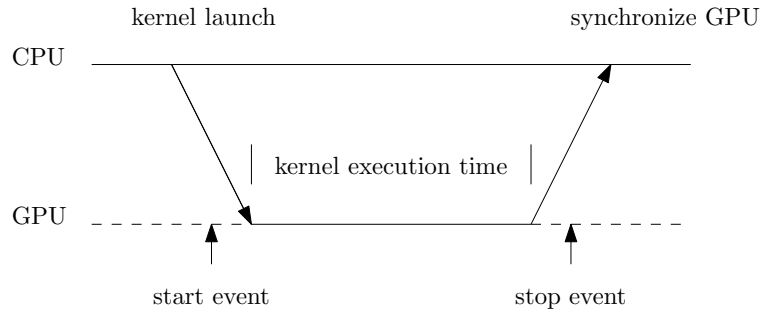 kernel launch
synchronize GPU
CPU
kernel execution time
GPU
start event
stop event